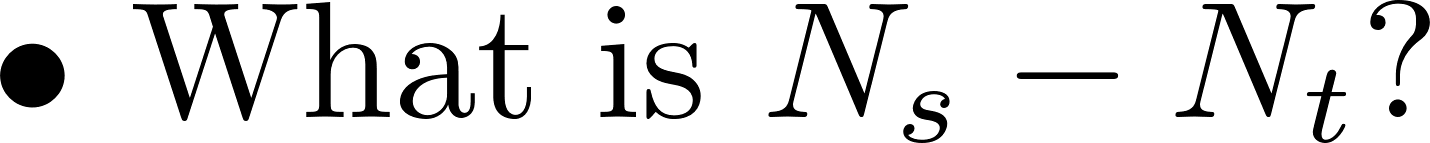 • What is $N_s - N_t$?